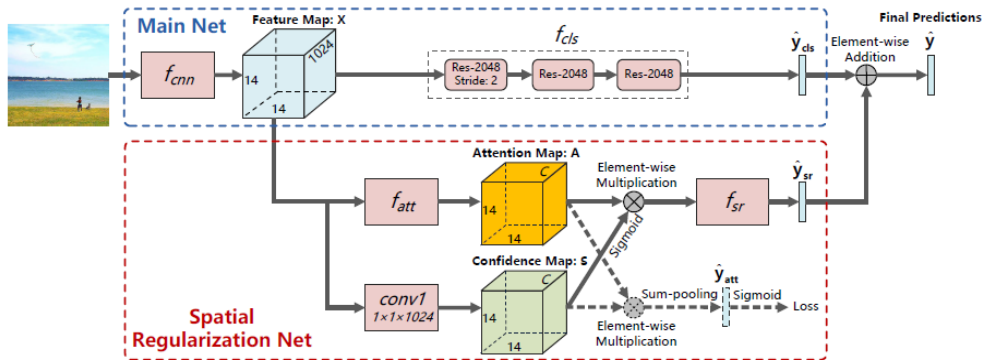 Main Net
Feature Map: X
1024
14
14
f_cnn
f_cls
Res-2048
Stride: 2
Res-2048
Res-2048
ŷ_cls
Element-wise
Addition
Final Predictions
ŷ
Attention Map: A
C
14
14
f_att
Element-wise
Multiplication
Sigmoid
f_sr
ŷ_sr
Confidence Map: S
C
14
14
conv1
1×1×1024
Element-wise
Multiplication
Sum-pooling
ŷ_att
Sigmoid
Loss
Spatial
Regularization Net